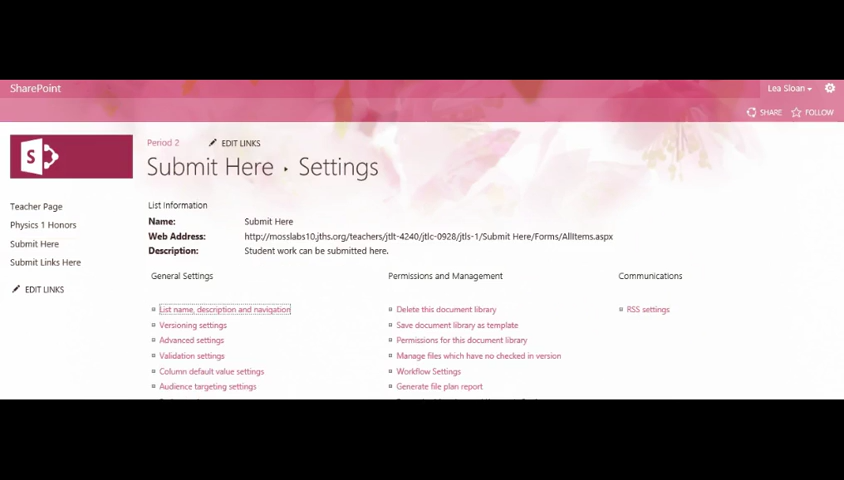 SharePoint
Lea Sloan
SHARE FOLLOW
S
Period 2 EDIT LINKS
Submit Here ▸ Settings
Teacher Page
Physics 1 Honors
Submit Here
Submit Links Here
EDIT LINKS
List Information
Name: Submit Here
Web Address: http://mosslabs10.jths.org/teachers/jtlt-4240/jtlc-0928/jtls-1/Submit Here/Forms/AllItems.aspx
Description: Student work can be submitted here.
General Settings
List name, description and navigation
Versioning settings
Advanced settings
Validation settings
Column default value settings
Audience targeting settings
Permissions and Management
Delete this document library
Save document library as template
Permissions for this document library
Manage files which have no checked in version
Workflow Settings
Generate file plan report
Communications
RSS settings